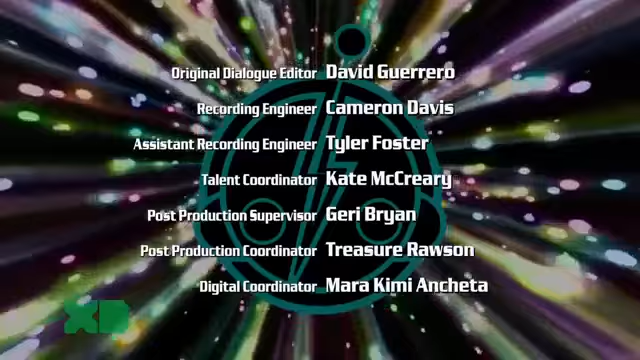 Original Dialogue Editor David Guerrero
Recording Engineer Cameron Davis
Assistant Recording Engineer Tyler Foster
Talent Coordinator Kate McCreary
Post Production Supervisor Geri Bryan
Post Production Coordinator Treasure Rawson
Digital Coordinator Mara Kimi Ancheta
XD